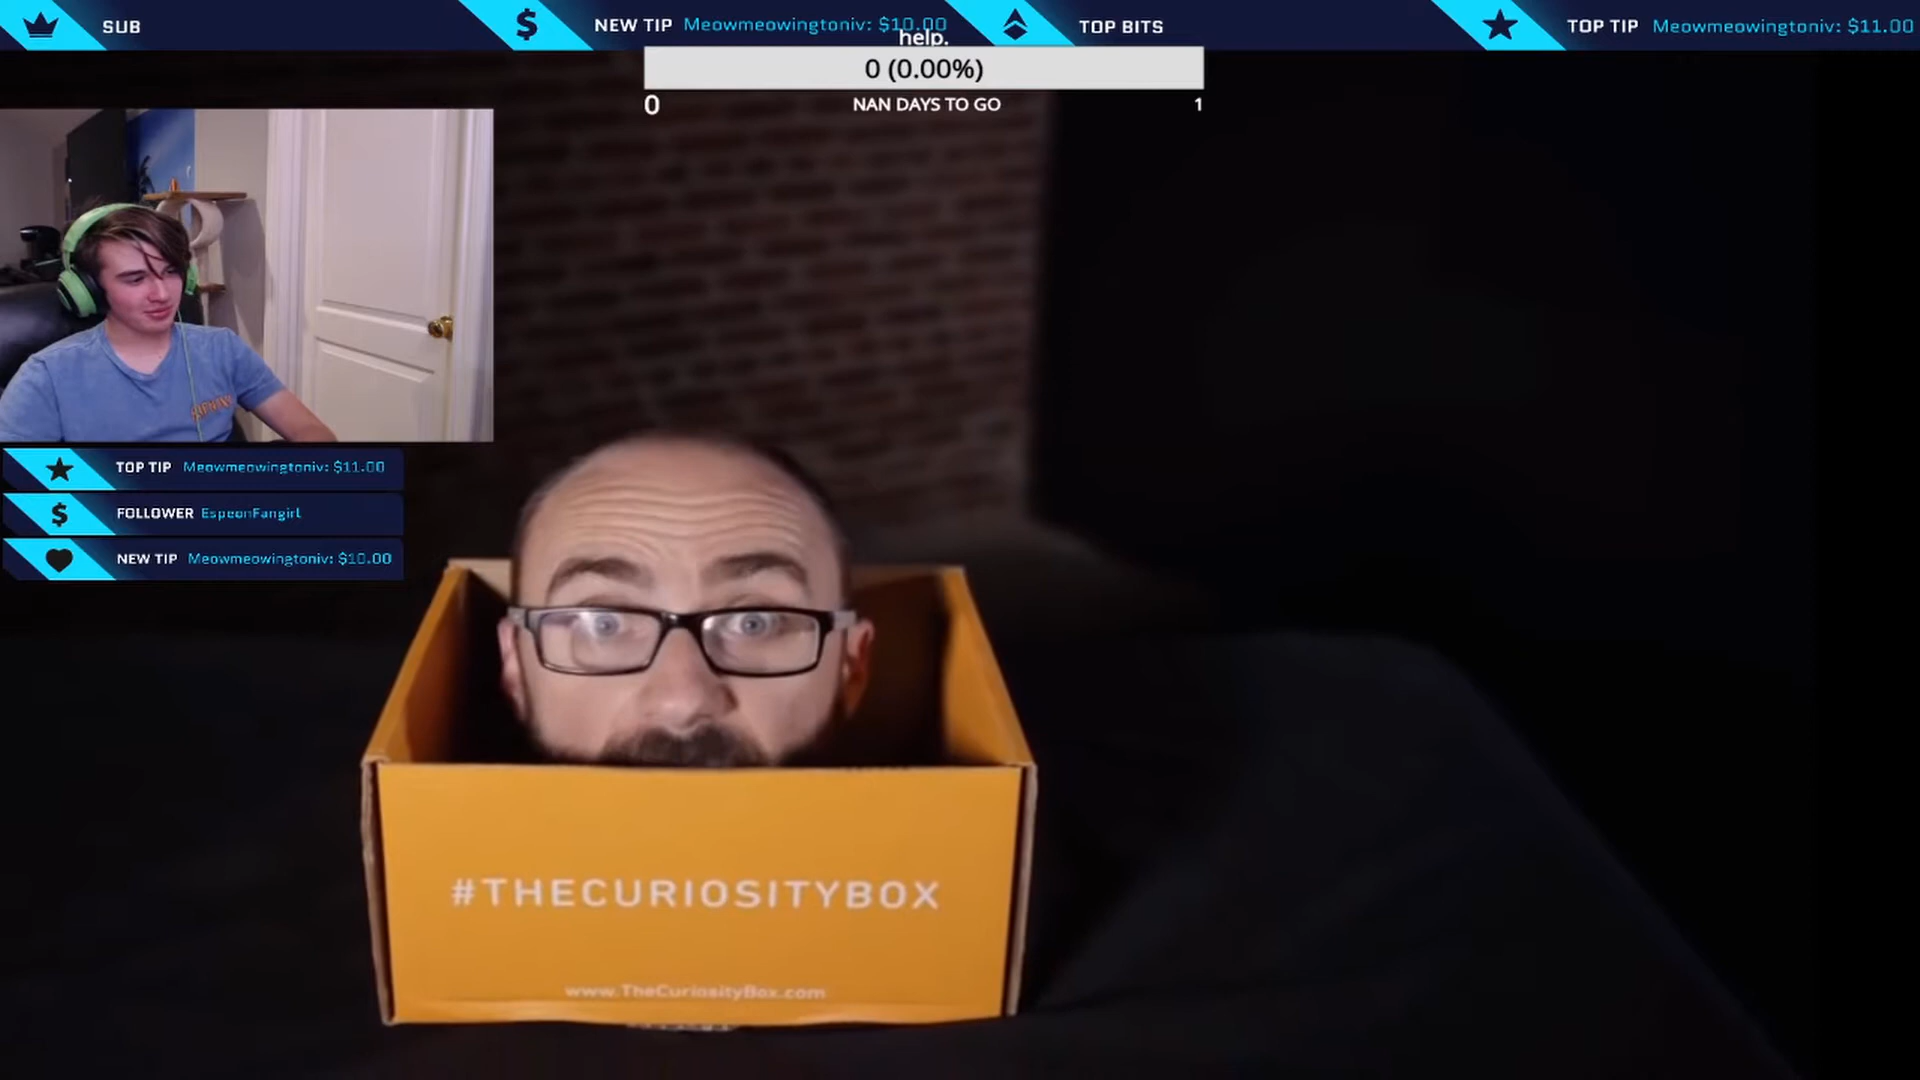 SUB
NEW TIP Meowmeowingtoniv: $10.00
TOP BITS
TOP TIP Meowmeowingtoniv: $11.00
help.
0 (0.00%)
0
NAN DAYS TO GO
1
TOP TIP Meowmeowingtoniv: $11.00
FOLLOWER EspeonFangirl
NEW TIP Meowmeowingtoniv: $10.00
#THECURIOSITYBOX
www.TheCuriosityBox.com